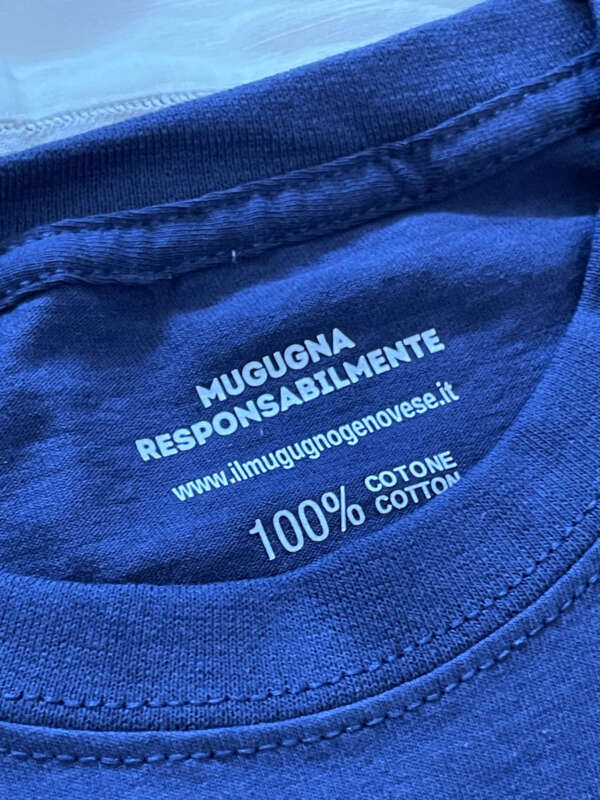 MUGUGNA
RESPONSABILMENTE
www.ilmugugnogenovese.it
100% COTONE
COTTON